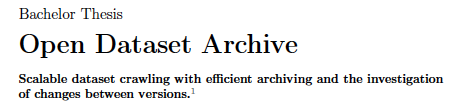 Bachelor Thesis
Open Dataset Archive
Scalable dataset crawling with efficient archiving and the investigation
of changes between versions.¹